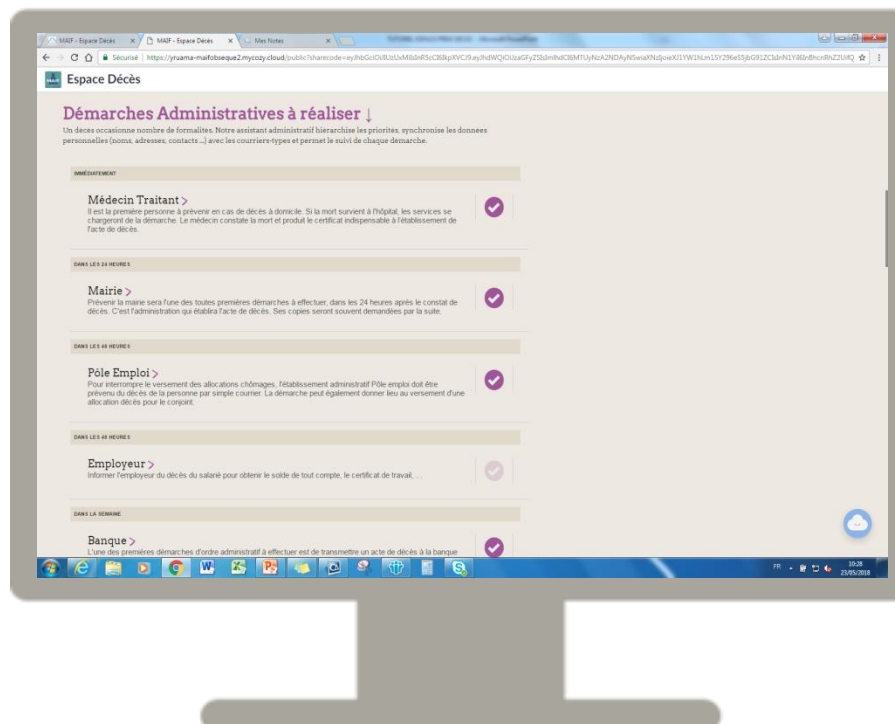 MAIF - Espace Décès
MAIF - Espace Décès
Mes Notes
Sécurisé
Espace Décès
Démarches Administratives à réaliser ↓
Un deces occasionne nombre de formalités. Notre assistant administratif hiérarchise les priorités, synchronise les donnees
personnelles (noms, adresses, contacts ...) avec les courriers-types et permet le suivi de chaque demarche.
IMMÉDIATEMENT
Médecin Traitant >
Il est la première personne à prévenir en cas de décès à domicile. Si la mort survient à l'hôpital, les services se
chargeront de la démarche. Le médecin constate la mort et produit le certificat indispensable à l'établissement de
l'acte de décès.
DANS LES 24 HEURES
Mairie >
Prévenir la mairie sera l'une des toutes premières démarches à effectuer, dans les 24 heures après le constat de
décès. C'est l'administration qui établira l'acte de décès. Ses copies seront souvent demandées par la suite.
DANS LES 48 HEURES
Pôle Emploi >
Pour interrompre le versement des allocations chômages, l'établissement administratif Pôle emploi doit être
prévenu du décès de la personne par simple courrier. La démarche peut également donner lieu au versement d'une
allocation décès pour le conjoint.
DANS LES 48 HEURES
Employeur >
Informer l'employeur du décès du salarié pour obtenir le solde de tout compte, le certificat de travail, ...
DANS LA SEMAINE
Banque >
L'une des premières démarches d'ordre administratif à effectuer est de transmettre un acte de décès à la banque
FR
10:28
23/05/2018